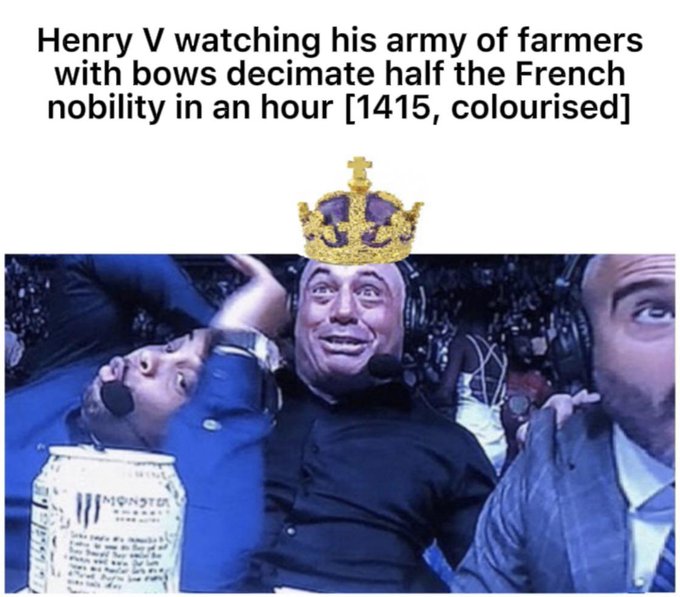 Henry V watching his army of farmers
with bows decimate half the French
nobility in an hour [1415, colourised]
MONSTER